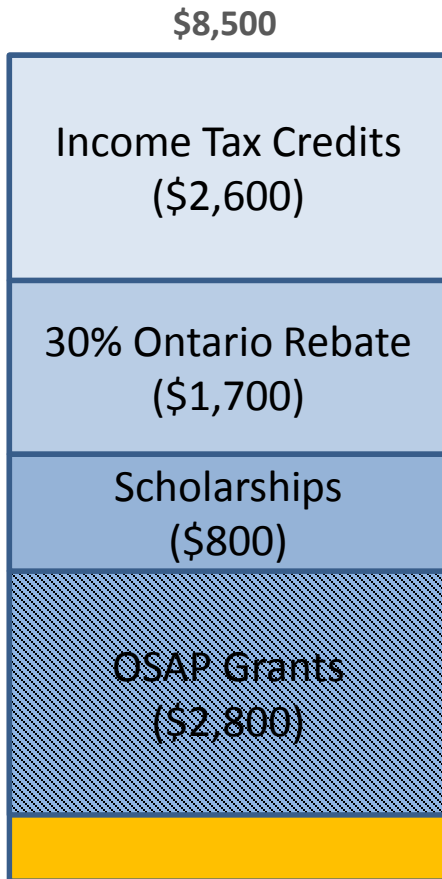 $8,500
Income Tax Credits
($2,600)
30% Ontario Rebate
($1,700)
Scholarships
($800)
OSAP Grants
($2,800)